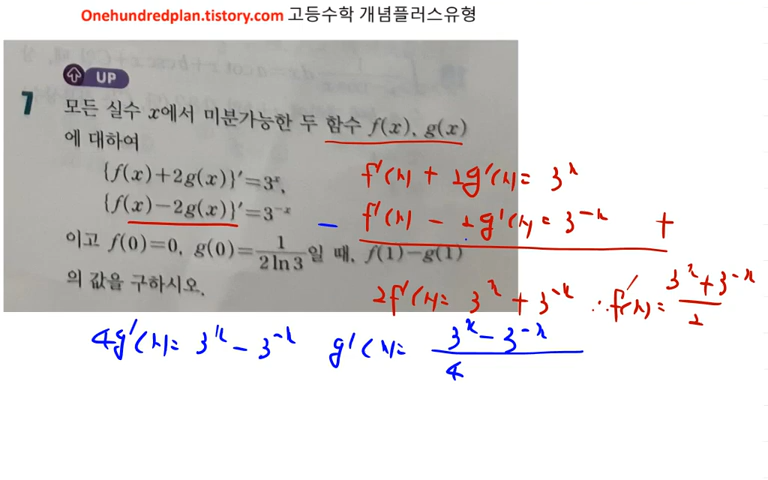 Onehundredplan.tistory.com 고등수학 개념플러스유형
UP
7 모든 실수 x에서 미분가능한 두 함수 f(x), g(x)
에 대하여
{f(x)+2g(x)}'=3^x,
{f(x)-2g(x)}'=3^-x
이고 f(0)=0, g(0)=1/(2 ln 3)일 때, f(1)-g(1)
의 값을 구하시오.
f'(x) + 2g'(x) = 3^x
- f'(x) - 2g'(x) = 3^-x +
2f'(x) = 3^x + 3^-x ∴ f'(x) = (3^x + 3^-x)/2
4g'(x) = 3^x - 3^-x g'(x) = (3^x - 3^-x)/4